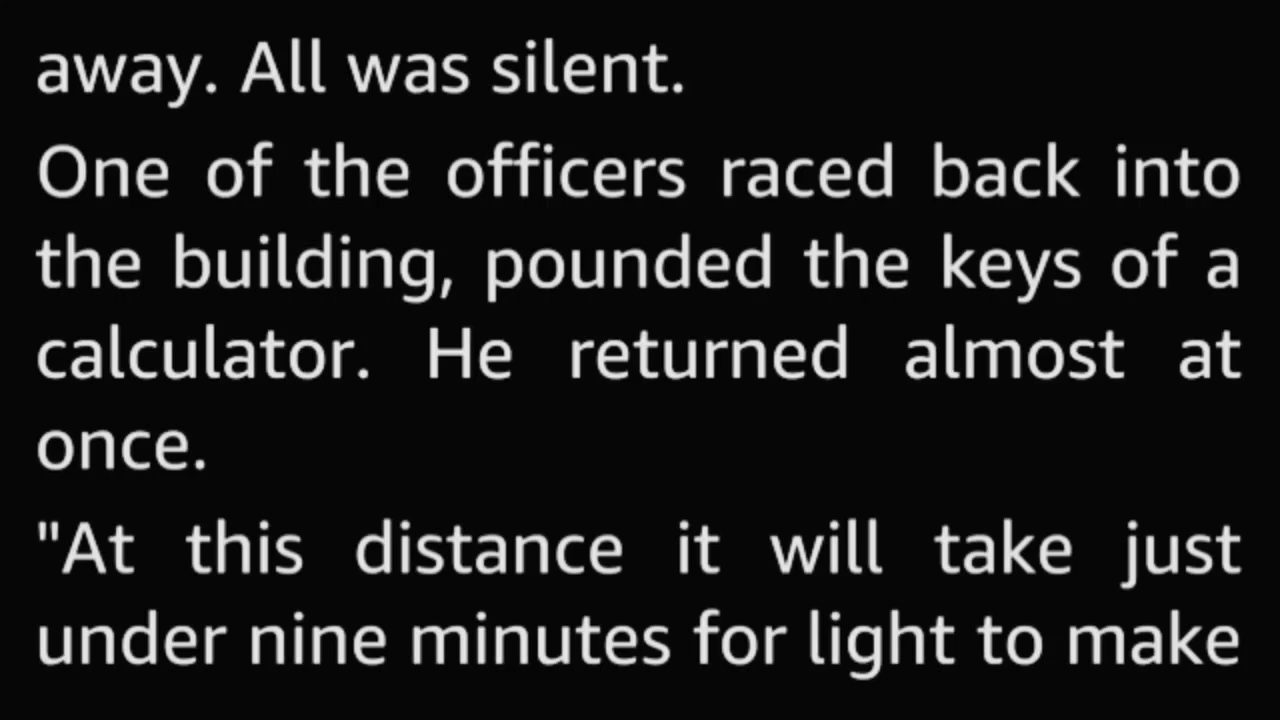 away. All was silent.
One of the officers raced back into
the building, pounded the keys of a
calculator. He returned almost at
once.
"At this distance it will take just
under nine minutes for light to make